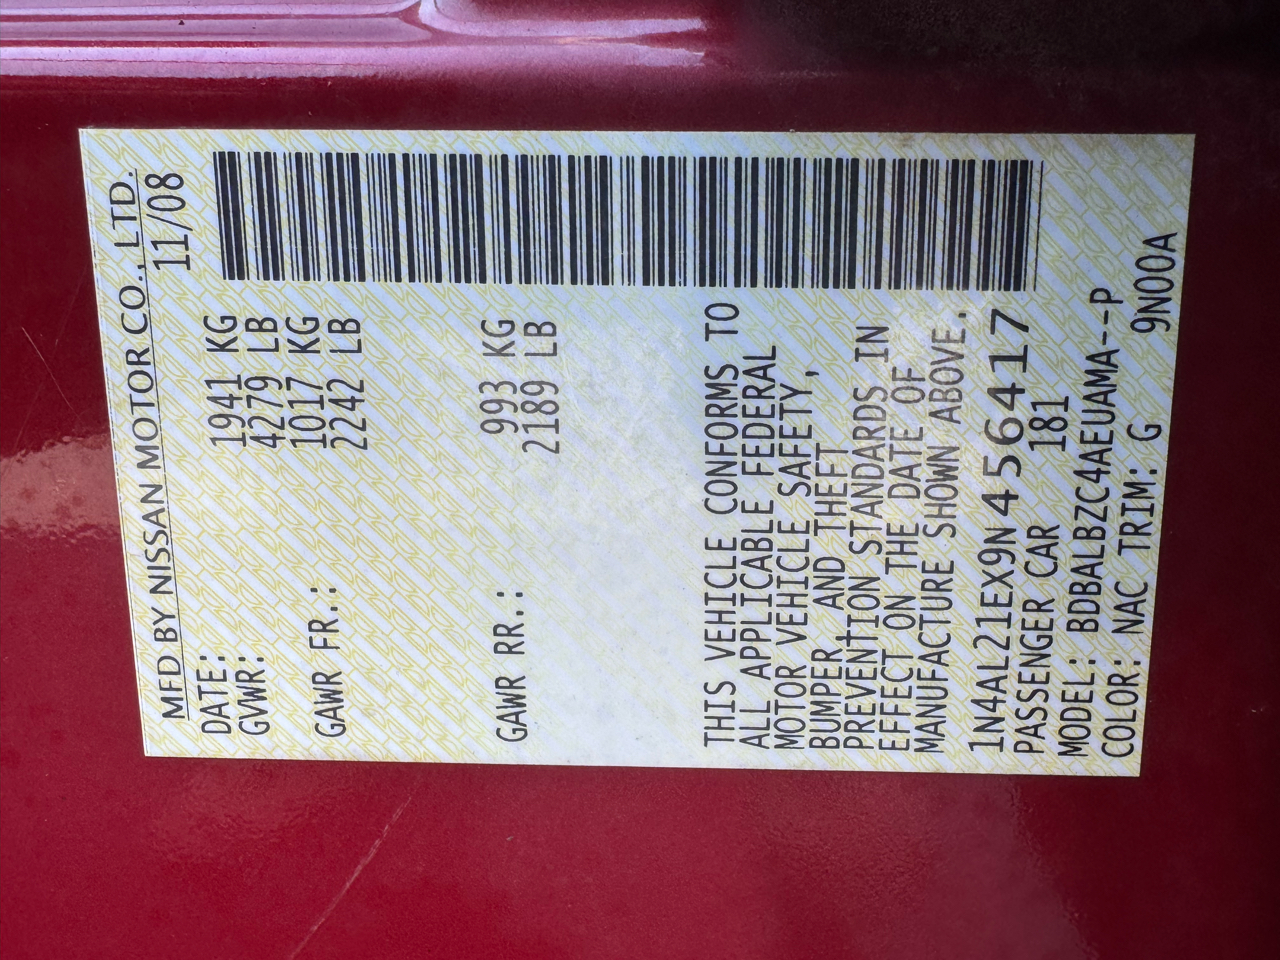 MFD BY NISSAN MOTOR CO., LTD.
DATE: 11/08
GVWR: 1941 KG
4279 LB
GAWR FR.: 1017 KG
2242 LB
GAWR RR.: 993 KG
2189 LB
THIS VEHICLE CONFORMS TO
ALL APPLICABLE FEDERAL
MOTOR VEHICLE SAFETY,
BUMPER, AND THEFT
PREVENTION STANDARDS IN
EFFECT ON THE DATE OF
MANUFACTURE SHOWN ABOVE.
1N4AL21EX9N456417
PASSENGER CAR 181
MODEL: BDBALBZC4AEUAMA--P
COLOR: NAC TRIM: G 9N00A